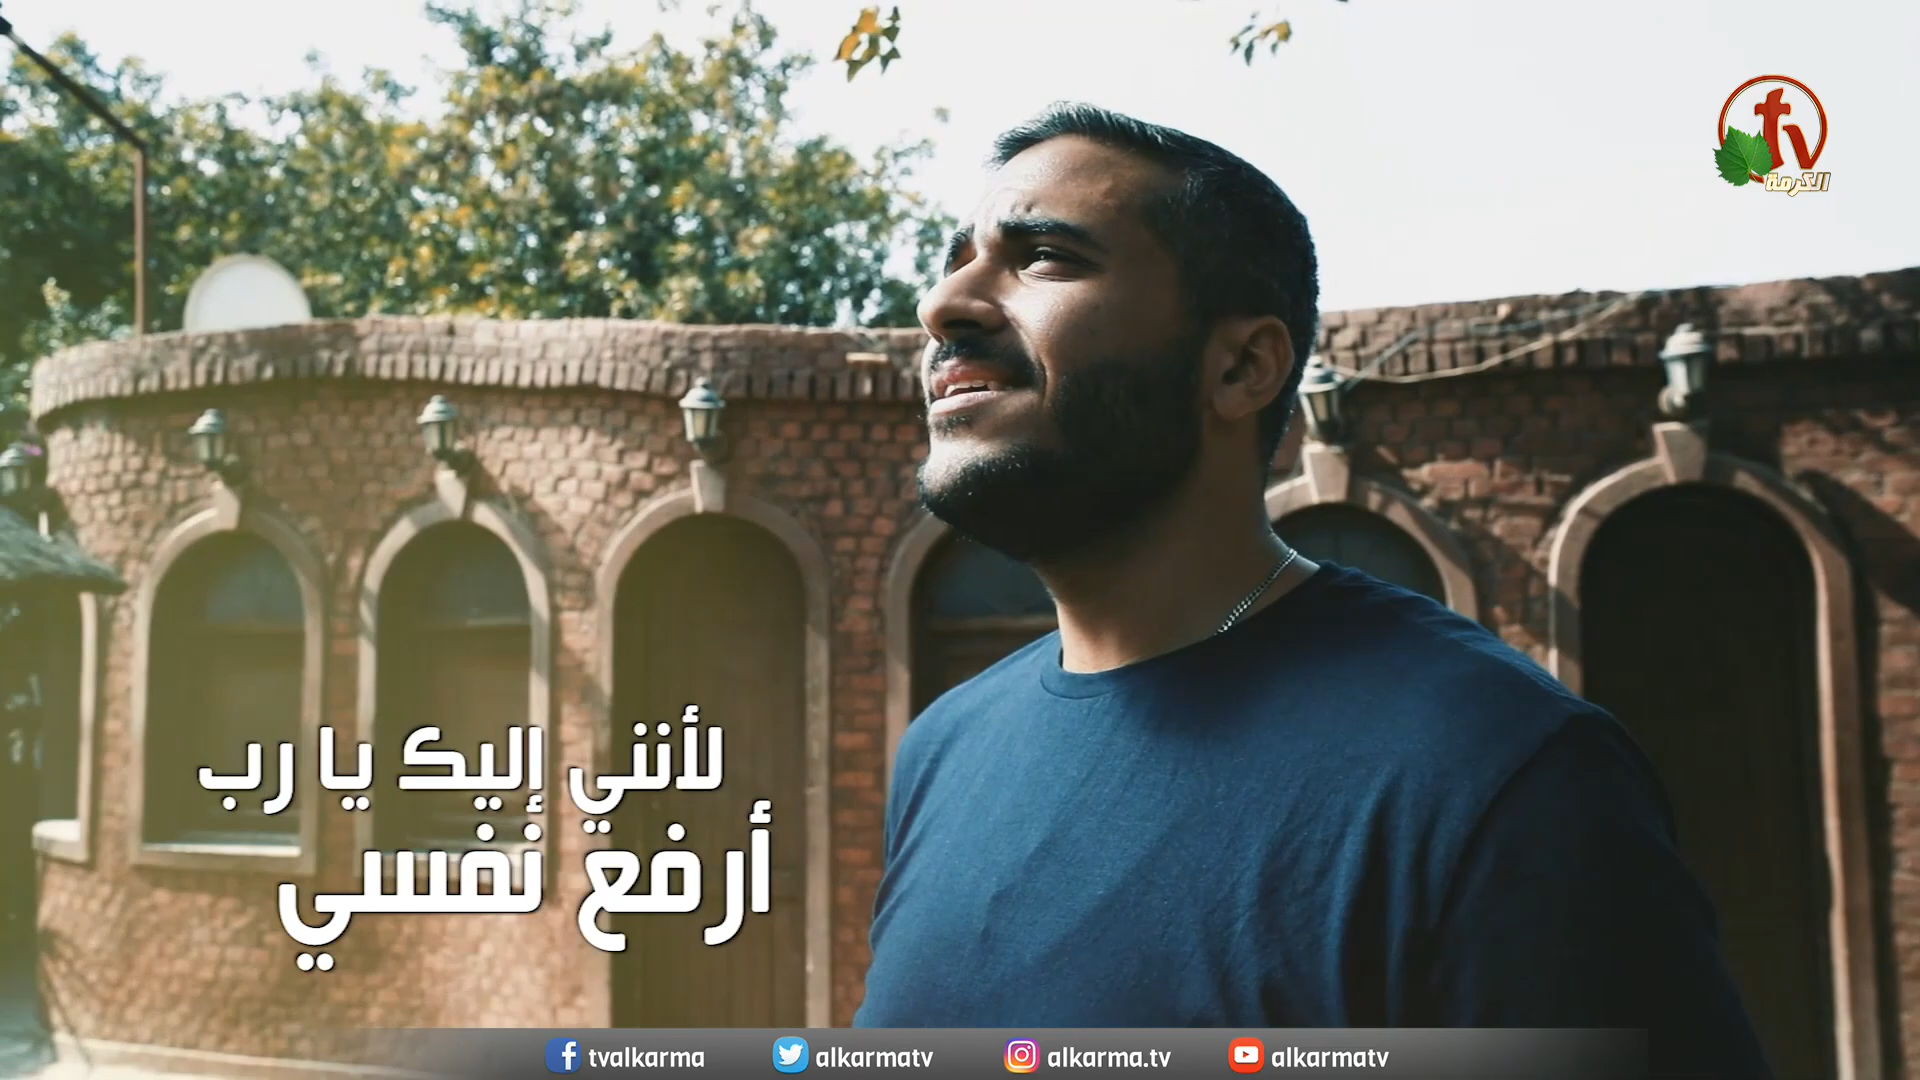 tv
الكرمة
لأنني إليك يا رب
أرفع نفسي
tvalkarma alkarmatv alkarma.tv alkarmatv